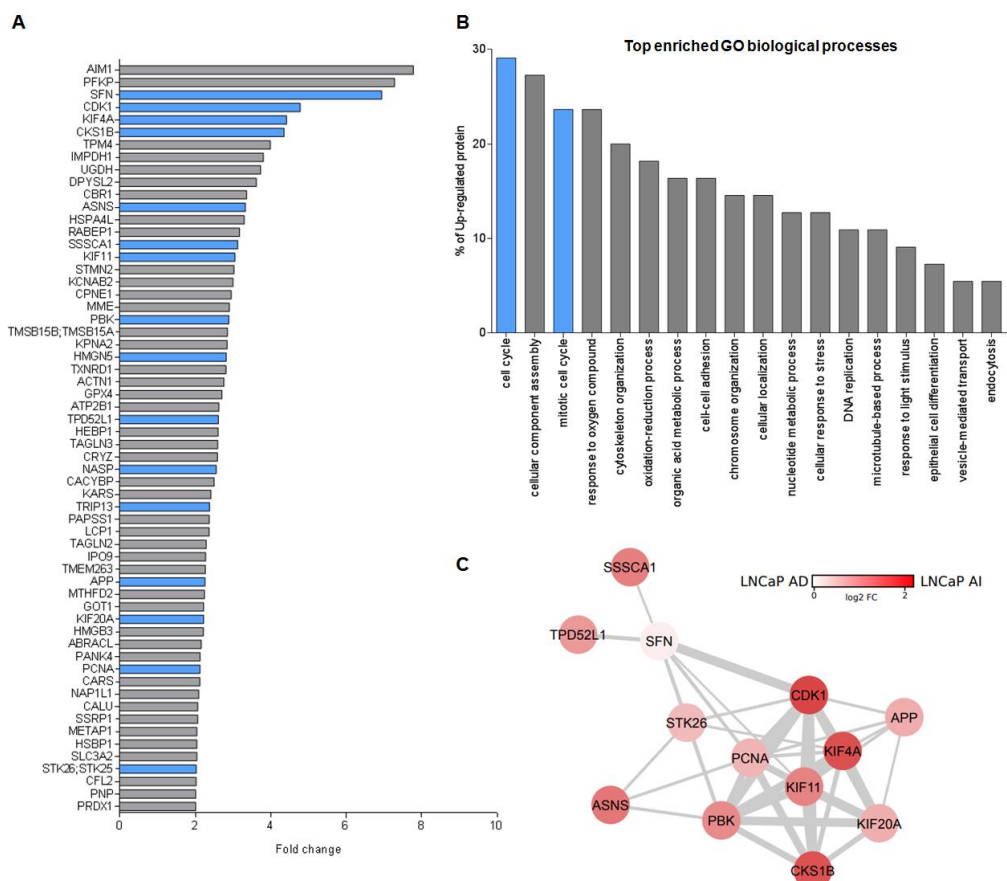 A
AIM1
PFKP
SFN
CDK1
KIF4A
CKS1B
TPM4
IMPDH1
UGDH
DPYSL2
CBR1
ASNS
HSPA4L
RABEP1
SSSCA1
KIF11
STMN2
KCNAB2
CPNE1
MME
PBK
TMSB15B;TMSB15A
KPNA2
HMGN5
TXNRD1
ACTN1
GPX4
ATP2B1
TPD52L1
HEBP1
TAGLN3
CRYZ
NASP
CACYBP
KARS
TRIP13
PAPSS1
LCP1
TAGLN2
IPO9
TMEM263
APP
MTHFD2
GOT1
KIF20A
HMGB3
ABRACL
PANK4
PCNA
CARS
NAP1L1
CALU
SSRP1
METAP1
HSBP1
SLC3A2
STK26;STK25
CFL2
PNP
PRDX1
0 2 4 6 8 10
Fold change
B
Top enriched GO biological processes
% of Up-regulated protein
30
20
10
0
cell cycle
cellular component assembly
mitotic cell cycle
response to oxygen compound
cytoskeleton organization
oxidation-reduction process
organic acid metabolic process
cell-cell adhesion
chromosome organization
cellular localization
nucleotide metabolic process
cellular response to stress
DNA replication
microtubule-based process
response to light stimulus
epithelial cell differentiation
vesicle-mediated transport
endocytosis
C
LNCaP AD LNCaP AI
0 log2 FC 2
SSSCA1
TPD52L1
SFN
CDK1
STK26
APP
PCNA
KIF4A
KIF11
ASNS
PBK
KIF20A
CKS1B